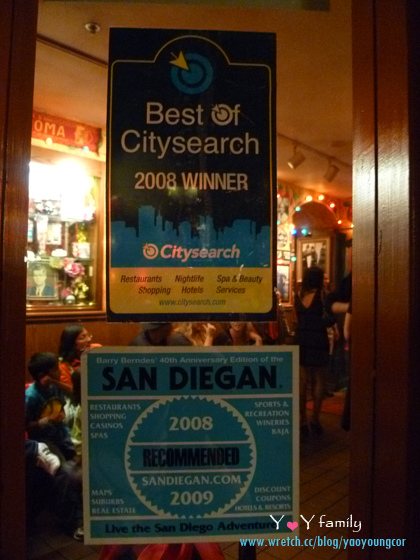 Best Of
Citysearch
2008 WINNER
Citysearch
Restaurants Nightlife Spa & Beauty
Shopping Hotels Services
www.citysearch.com
OMA
Barry Berndes' 40th Anniversary Edition of the
SAN DIEGAN
RESTAURANTS
SHOPPING
CASINOS
SPAS
SPORTS &
RECREATION
WINERIES
BAJA
2008
RECOMMENDED
SANDIEGAN.COM
2009
MAPS
SUBURBS
REAL ESTATE
DISCOUNT
COUPONS
HOTELS & RESORTS
Live the San Diego Adventure
Y Y family
www.wretch.cc/blog/yaoyoungcor